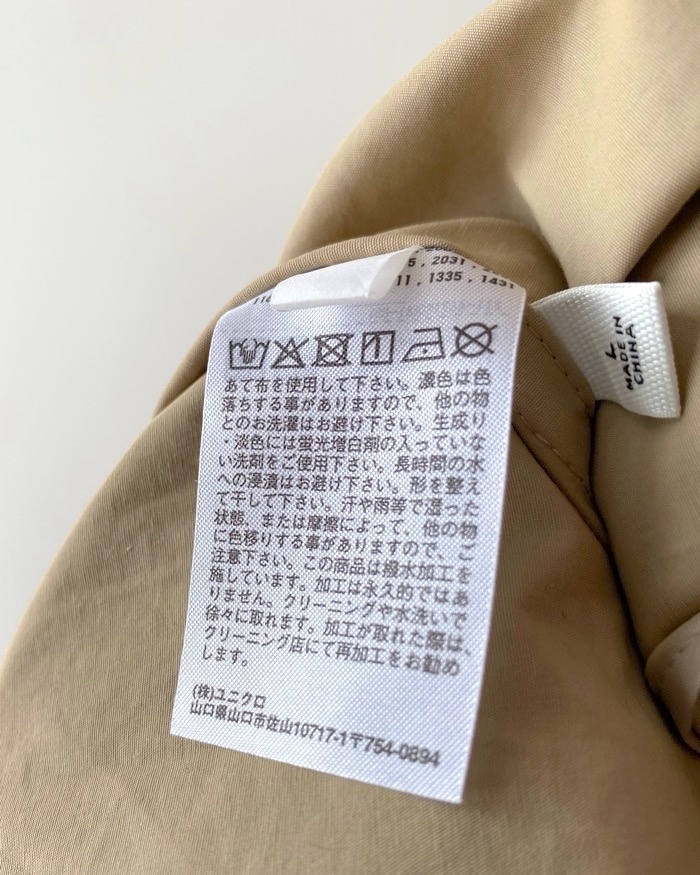 5, 2031,
11, 1335, 1431
あて布を使用して下さい。濃色は色
落ちする事がありますので、他の物
とのお洗濯はお避け下さい。生成り
・淡色には蛍光増白剤の入っていな
い洗剤をご使用下さい。長時間の水
への浸漬はお避け下さい。形を整え
て干して下さい。汗や雨等で湿った
状態、または摩擦によって、他の物
に色移りする事がありますので、ご
注意下さい。この商品は撥水加工を
施しています。加工は永久的ではあ
りません。クリーニングや水洗いで
徐々に取れます。加工が取れた際は、
クリーニング店にて再加工をお勧め
します。
(株)ユニクロ
山口県山口市佐山10717-1〒754-0894
L
MADE IN
CHINA